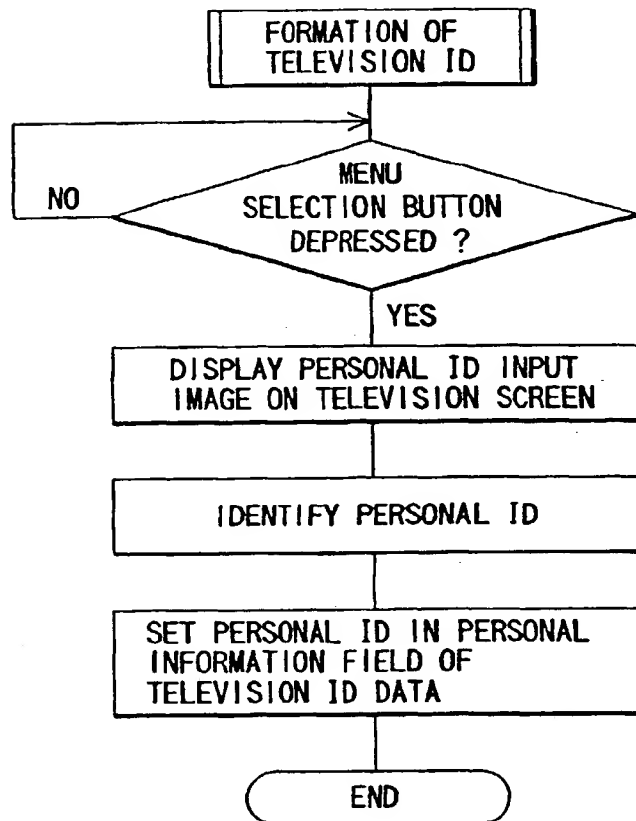 FORMATION OF
TELEVISION ID
MENU
SELECTION BUTTON
DEPRESSED ?
NO
YES
DISPLAY PERSONAL ID INPUT
IMAGE ON TELEVISION SCREEN
IDENTIFY PERSONAL ID
SET PERSONAL ID IN PERSONAL
INFORMATION FIELD OF
TELEVISION ID DATA
END